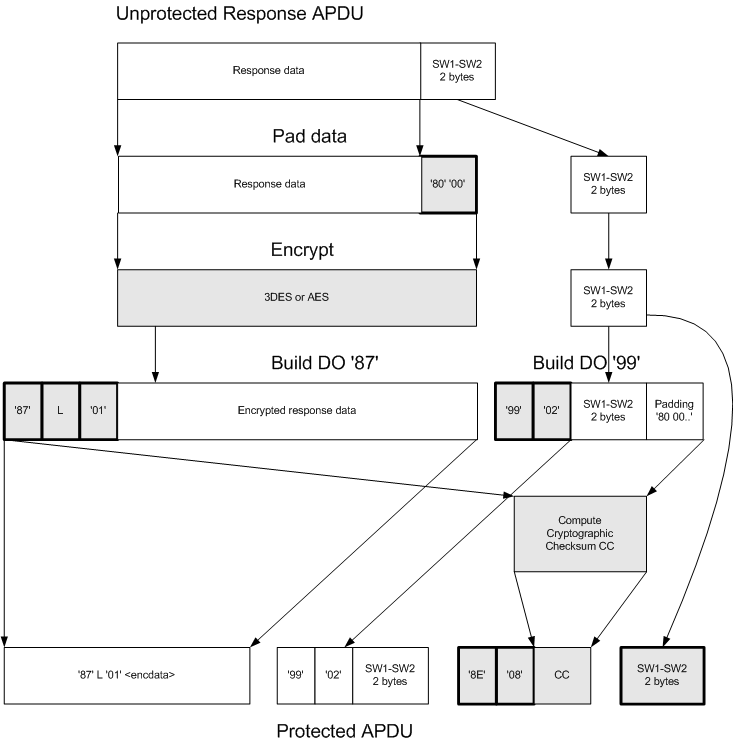 Unprotected Response APDU
Response data
SW1-SW2
2 bytes
Pad data
Response data
'80' '00'
SW1-SW2
2 bytes
Encrypt
3DES or AES
SW1-SW2
2 bytes
Build DO '87'
Build DO '99'
'87'
L
'01'
Encrypted response data
'99'
'02'
SW1-SW2
2 bytes
Padding
'80 00..'
Compute
Cryptographic
Checksum CC
'87' L '01' <encdata>
'99'
'02'
SW1-SW2
2 bytes
'8E'
'08'
CC
SW1-SW2
2 bytes
Protected APDU